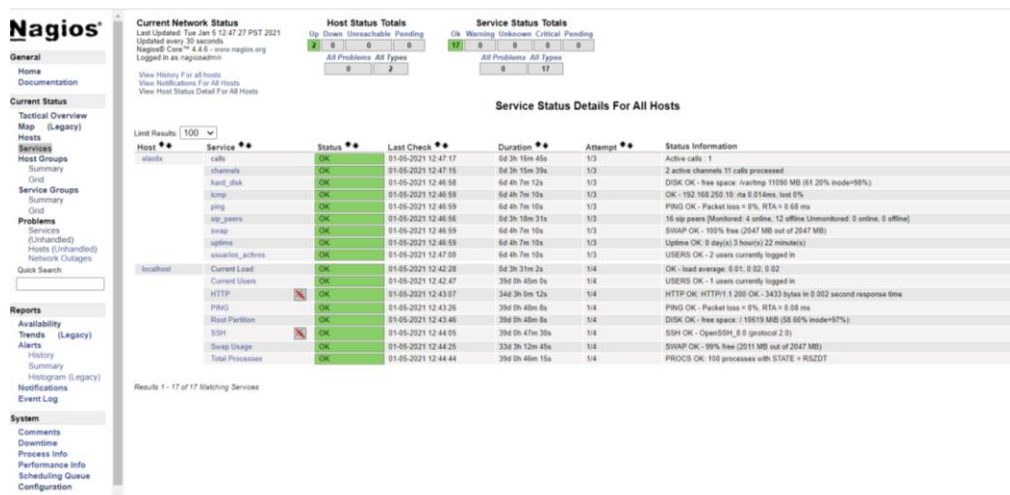 Nagios®
General
Home
Documentation
Current Status
Tactical Overview
Map (Legacy)
Hosts
Services
Host Groups
Summary
Grid
Service Groups
Summary
Grid
Problems
Services
(Unhandled)
Hosts (Unhandled)
Network Outages
Quick Search
Reports
Availability
Trends (Legacy)
Alerts
History
Summary
Histogram (Legacy)
Notifications
Event Log
System
Comments
Downtime
Process Info
Performance Info
Scheduling Queue
Configuration
Current Network Status
Last Updated: Tue Jan 5 12:47:27 PST 2021
Updated every 30 seconds
Nagios® Core™ 4.4.6 - www.nagios.org
Logged in as nagiosadmin
View History For all hosts
View Notifications For All Hosts
View Host Status Detail For All Hosts
Host Status Totals
Up Down Unreachable Pending
2 0 0 0
All Problems All Types
0 2
Service Status Totals
Ok Warning Unknown Critical Pending
17 0 0 0 0
All Problems All Types
0 17
Service Status Details For All Hosts
Limit Results: 100
Host Service Status Last Check Duration Attempt Status Information
elastix calls OK 01-05-2021 12:47:17 0d 3h 16m 45s 1/3 Active calls : 1
channels OK 01-05-2021 12:47:15 0d 3h 15m 39s 1/3 2 active channels 11 calls processed
hard_disk OK 01-05-2021 12:46:58 6d 4h 7m 12s 1/3 DISK OK - free space: /var/tmp 11090 MB (61.20% inode=98%)
icmp OK 01-05-2021 12:46:59 6d 4h 7m 10s 1/3 OK - 192.168.250.10: rta 0.014ms, lost 0%
ping OK 01-05-2021 12:46:59 6d 4h 7m 10s 1/3 PING OK - Packet loss = 0%, RTA = 0.68 ms
sip_peers OK 01-05-2021 12:46:56 0d 3h 18m 31s 1/3 16 sip peers [Monitored: 4 online, 12 offline Unmonitored: 0 online, 0 offline]
swap OK 01-05-2021 12:46:59 6d 4h 7m 10s 1/3 SWAP OK - 100% free (2047 MB out of 2047 MB)
uptime OK 01-05-2021 12:46:59 6d 4h 7m 10s 1/3 Uptime OK: 0 day(s) 3 hour(s) 22 minute(s)
usuarios_activos OK 01-05-2021 12:47:00 6d 4h 7m 10s 1/3 USERS OK - 2 users currently logged in
localhost Current Load OK 01-05-2021 12:42:28 0d 3h 31m 2s 1/4 OK - load average: 0.01, 0.02, 0.02
Current Users OK 01-05-2021 12:42:47 39d 0h 45m 0s 1/4 USERS OK - 1 users currently logged in
HTTP OK 01-05-2021 12:43:07 34d 3h 0m 12s 1/4 HTTP OK: HTTP/1.1 200 OK - 3433 bytes in 0.002 second response time
PING OK 01-05-2021 12:43:26 39d 0h 48m 8s 1/4 PING OK - Packet loss = 0%, RTA = 0.08 ms
Root Partition OK 01-05-2021 12:43:46 39d 0h 48m 8s 1/4 DISK OK - free space: / 10619 MiB (58.60% inode=97%):
SSH OK 01-05-2021 12:44:05 39d 0h 47m 30s 1/4 SSH OK - OpenSSH_8.0 (protocol 2.0)
Swap Usage OK 01-05-2021 12:44:25 33d 3h 12m 45s 1/4 SWAP OK - 99% free (2011 MB out of 2047 MB)
Total Processes OK 01-05-2021 12:44:44 39d 0h 46m 15s 1/4 PROCS OK: 100 processes with STATE = RSZDT
Results 1 - 17 of 17 Matching Services